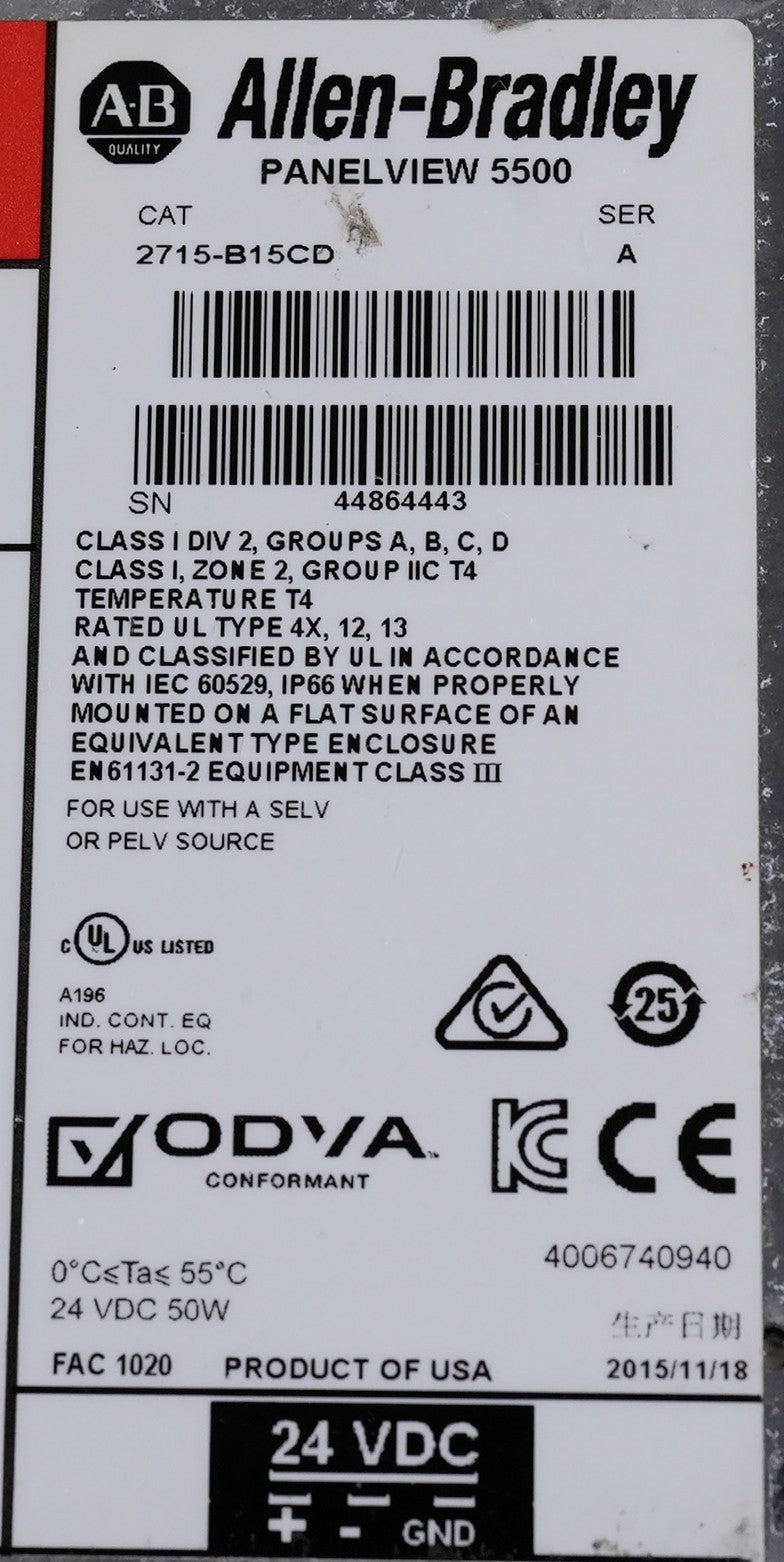 A·B
QUALITY
Allen-Bradley
PANELVIEW 5500
CAT SER
2715-B15CD A
SN 44864443
CLASS I DIV 2, GROUPS A, B, C, D
CLASS I, ZONE 2, GROUP IIC T4
TEMPERATURE T4
RATED UL TYPE 4X, 12, 13
AND CLASSIFIED BY UL IN ACCORDANCE
WITH IEC 60529, IP66 WHEN PROPERLY
MOUNTED ON A FLAT SURFACE OF AN
EQUIVALENT TYPE ENCLOSURE
EN61131-2 EQUIPMENT CLASS III
FOR USE WITH A SELV
OR PELV SOURCE
C UL US LISTED
A196
IND. CONT. EQ
FOR HAZ. LOC.
25
ODVA™
CONFORMANT
KC CE
0°C≤Ta≤ 55°C
24 VDC 50W
4006740940
生产日期
FAC 1020 PRODUCT OF USA 2015/11/18
24 VDC
+ - GND